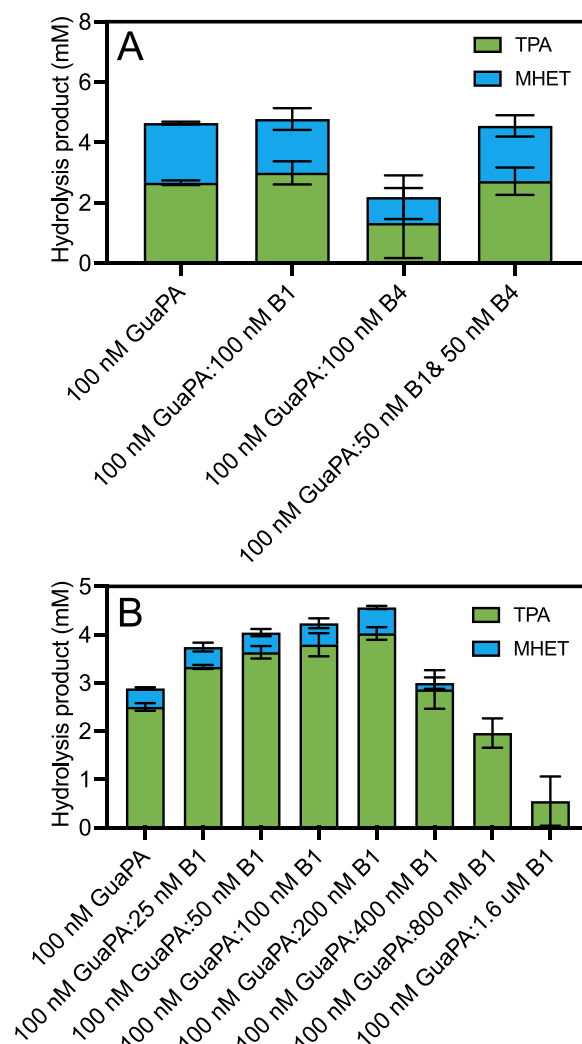 A
TPA
MHET
Hydrolysis product (mM)
8
6
4
2
0
100 nM GuaPA
100 nM GuaPA:100 nM B1
100 nM GuaPA:100 nM B4
100 nM GuaPA:50 nM B1& 50 nM B4
B
TPA
MHET
Hydrolysis product (mM)
5
4
3
2
1
0
100 nM GuaPA
100 nM GuaPA:25 nM B1
100 nM GuaPA:50 nM B1
100 nM GuaPA:100 nM B1
100 nM GuaPA:200 nM B1
100 nM GuaPA:400 nM B1
100 nM GuaPA:800 nM B1
100 nM GuaPA:1.6 uM B1